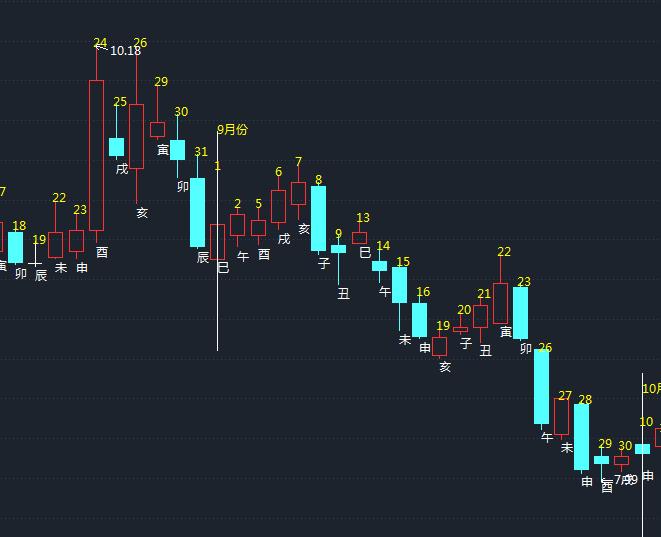 24
10.18
26
25
29
30
戌
9月份
31
寅
1
6
7
卯
8
7
22
亥
2
5
13
18
23
9
14
19
酉
戌
亥
辰
午
酉
巳
22
寅
卯
辰
未
申
巳
子
15
23
丑
午
16
21
20
19
未
寅
申
子
丑
卯
26
亥
10月
27
28
10
午
29
30
未
申
酉
7.99
戌
申